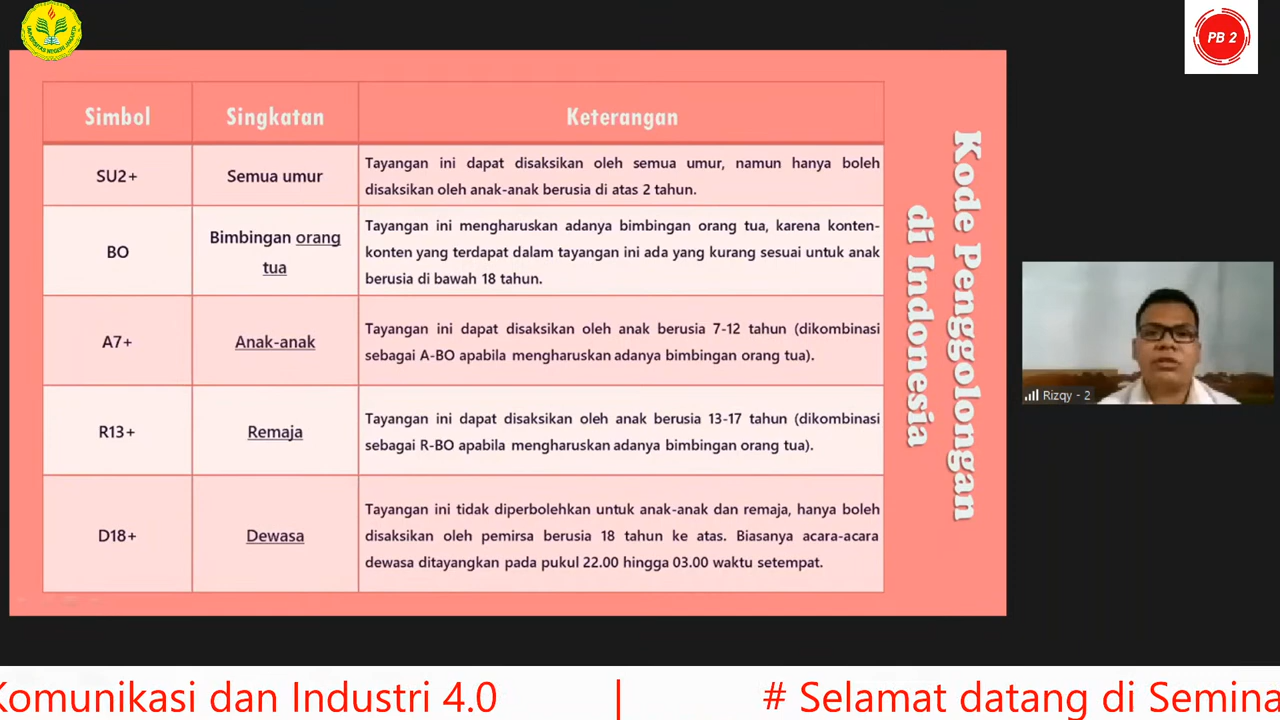 UNIVERSITAS NEGERI JAKARTA
PB 2
Simbol
Singkatan
Keterangan
SU2+
Semua umur
Tayangan ini dapat disaksikan oleh semua umur, namun hanya boleh
disaksikan oleh anak-anak berusia di atas 2 tahun.
BO
Bimbingan orang
tua
Tayangan ini mengharuskan adanya bimbingan orang tua, karena konten-
konten yang terdapat dalam tayangan ini ada yang kurang sesuai untuk anak
berusia di bawah 18 tahun.
A7+
Anak-anak
Tayangan ini dapat disaksikan oleh anak berusia 7-12 tahun (dikombinasi
sebagai A-BO apabila mengharuskan adanya bimbingan orang tua).
R13+
Remaja
Tayangan ini dapat disaksikan oleh anak berusia 13-17 tahun (dikombinasi
sebagai R-BO apabila mengharuskan adanya bimbingan orang tua).
D18+
Dewasa
Tayangan ini tidak diperbolehkan untuk anak-anak dan remaja, hanya boleh
disaksikan oleh pemirsa berusia 18 tahun ke atas. Biasanya acara-acara
dewasa ditayangkan pada pukul 22.00 hingga 03.00 waktu setempat.
Kode Penggolongan
di Indonesia
Rizqy - 2
Komunikasi dan Industri 4.0 | # Selamat datang di Semina